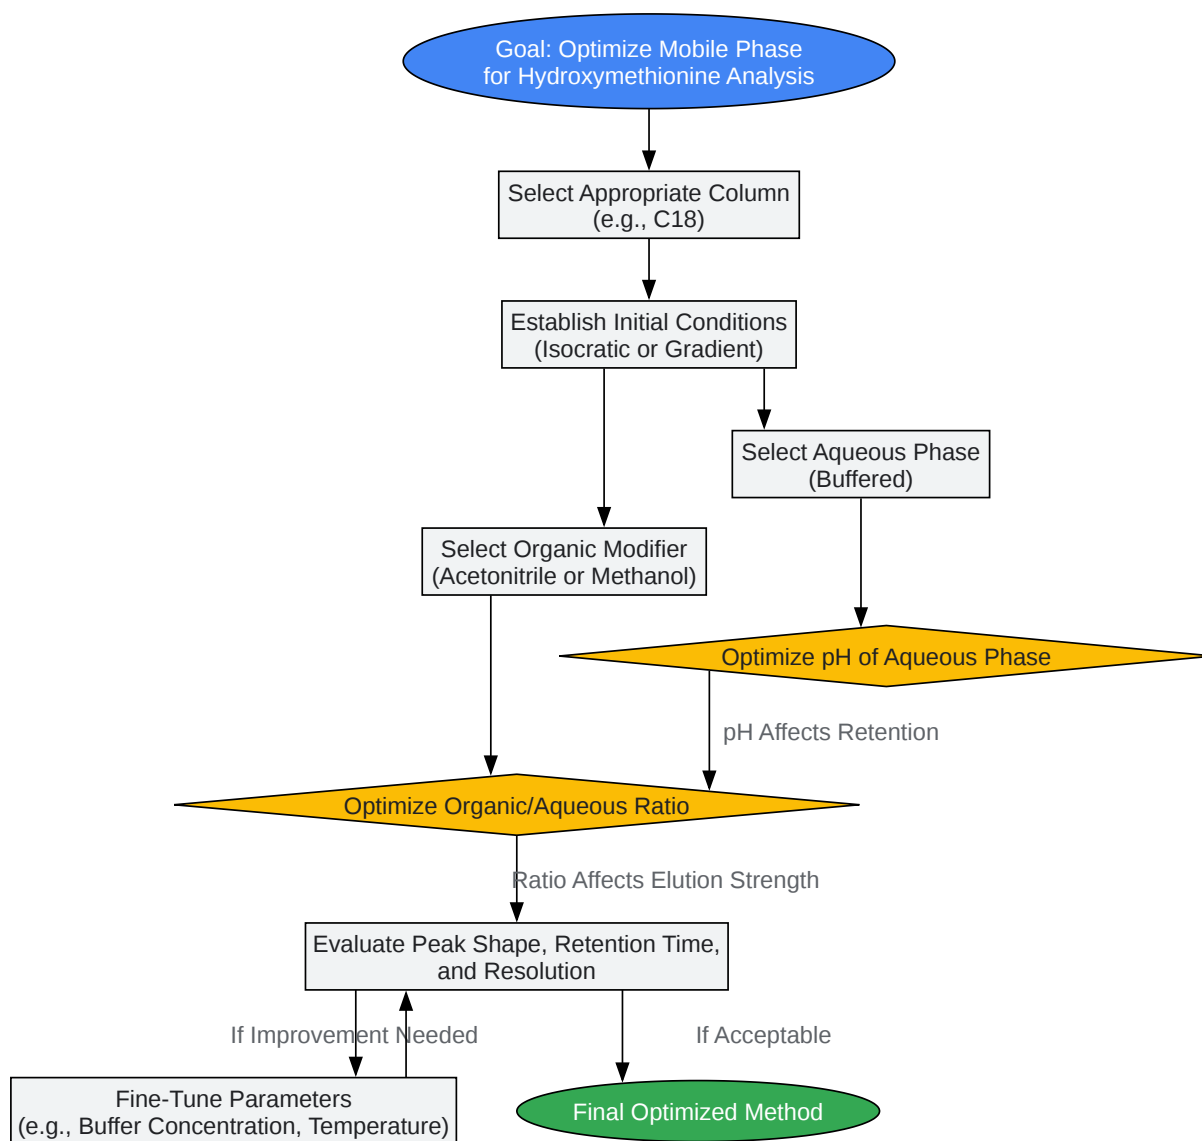 Goal: Optimize Mobile Phase
for Hydroxymethionine Analysis
Select Appropriate Column
(e.g., C18)
Establish Initial Conditions
(Isocratic or Gradient)
Select Aqueous Phase
(Buffered)
Select Organic Modifier
(Acetonitrile or Methanol)
Optimize pH of Aqueous Phase
pH Affects Retention
Optimize Organic/Aqueous Ratio
Ratio Affects Elution Strength
Evaluate Peak Shape, Retention Time,
and Resolution
If Improvement Needed
If Acceptable
Fine-Tune Parameters
(e.g., Buffer Concentration, Temperature)
Final Optimized Method